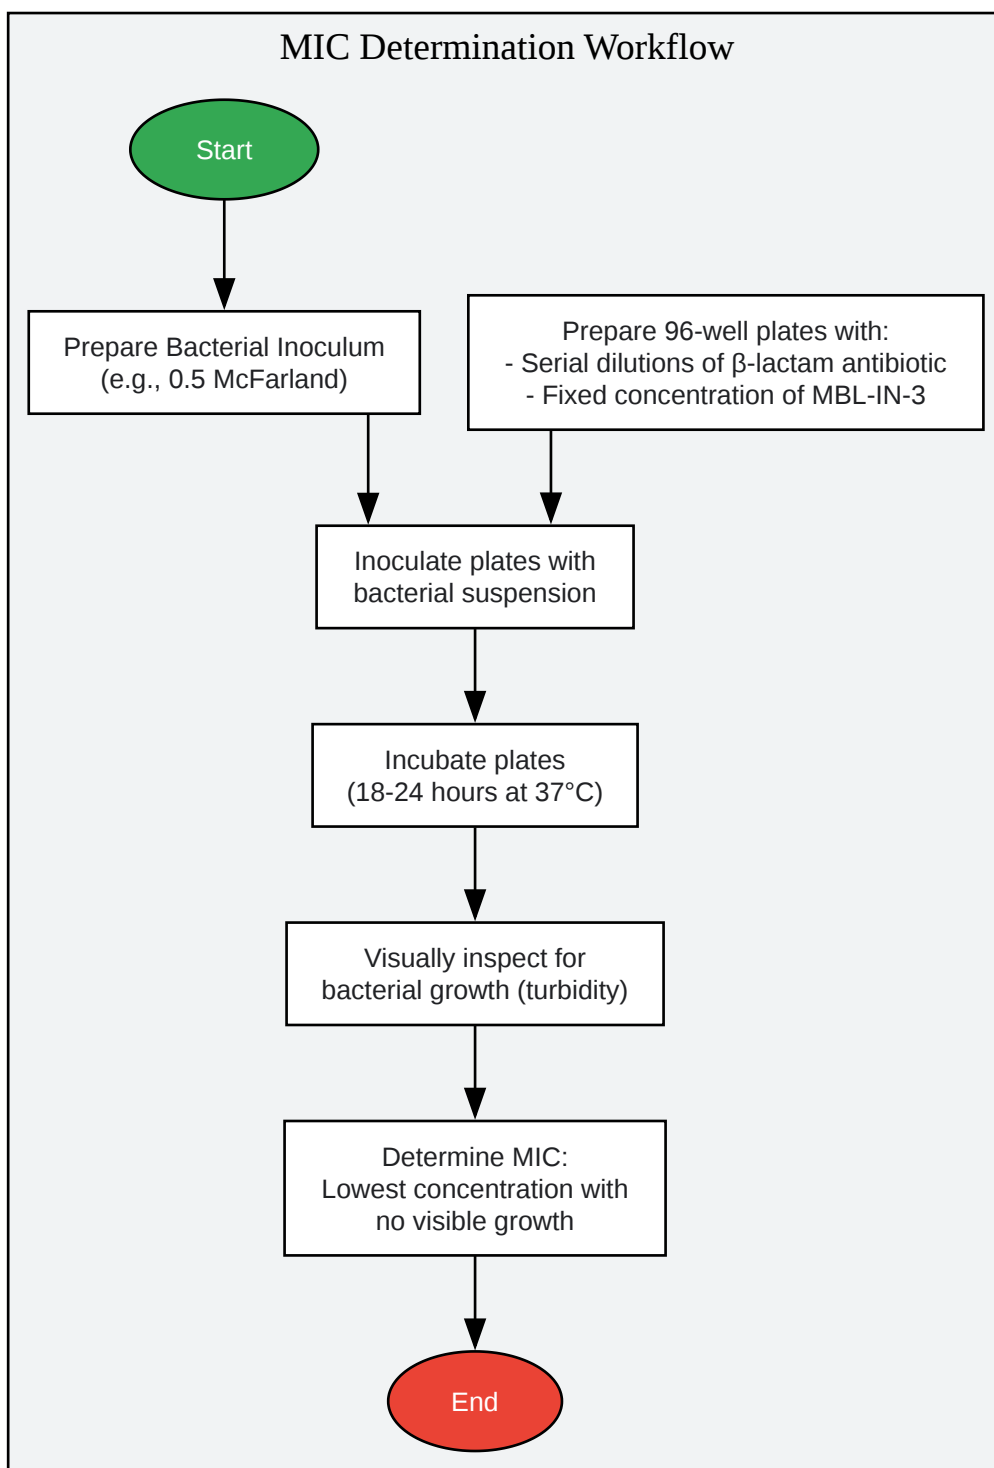 MIC Determination Workflow
Start
Prepare Bacterial Inoculum
(e.g., 0.5 McFarland)
Prepare 96-well plates with:
- Serial dilutions of β-lactam antibiotic
- Fixed concentration of MBL-IN-3
Inoculate plates with
bacterial suspension
Incubate plates
(18-24 hours at 37°C)
Visually inspect for
bacterial growth (turbidity)
Determine MIC:
Lowest concentration with
no visible growth
End